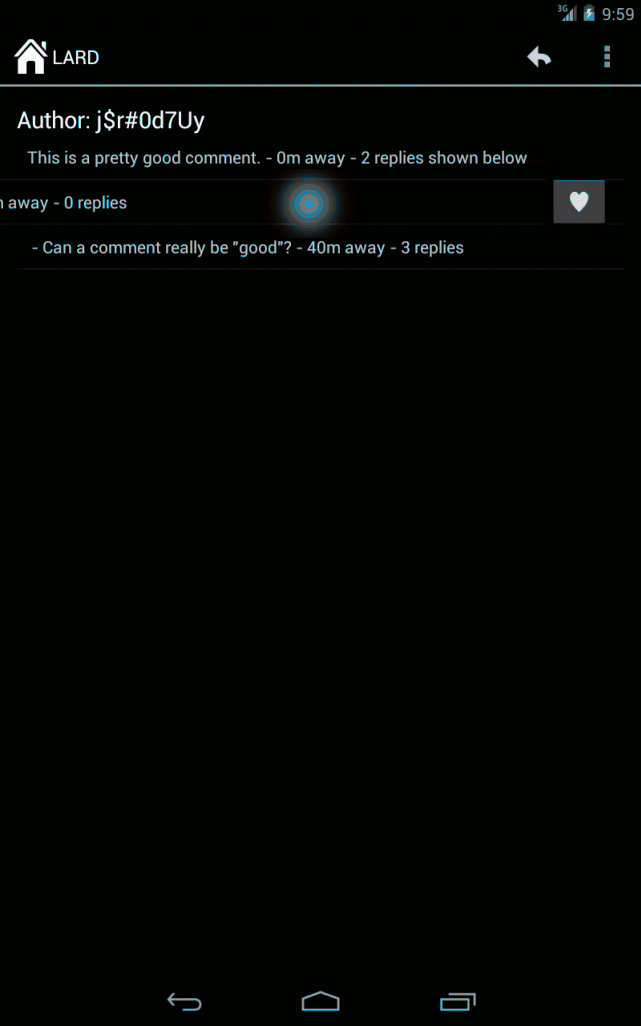 3G 9:59
LARD
Author: j$r#0d7Uy
This is a pretty good comment. - 0m away - 2 replies shown below
away - 0 replies
- Can a comment really be "good"? - 40m away - 3 replies